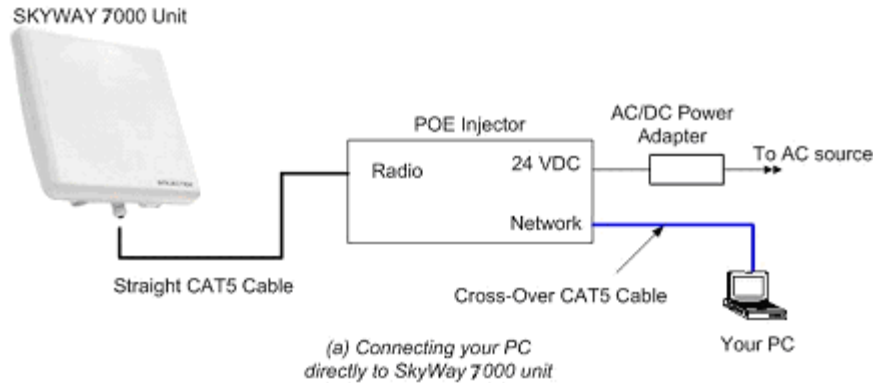 SKYWAY 7000 Unit
POE Injector
AC/DC Power
Adapter
Radio
24 VDC
To AC source
Network
Straight CAT5 Cable
Cross-Over CAT5 Cable
Your PC
(a) Connecting your PC
directly to SkyWay 7000 unit